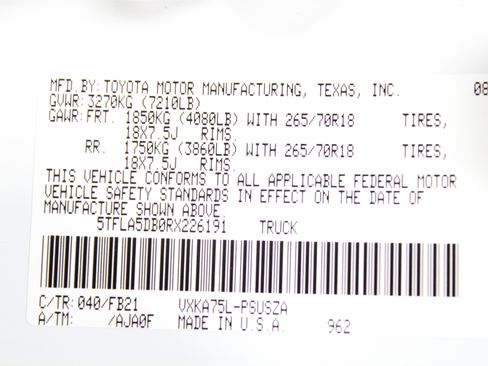 MFD.BY:TOYOTA MOTOR MANUFACTURING, TEXAS, INC. 08
GVWR:3270KG (7210LB)
GAWR:FRT. 1850KG (4080LB) WITH 265/70R18 TIRES,
18X7.5J RIMS.
RR. 1750KG (3860LB) WITH 265/70R18 TIRES,
18X7.5J RIMS.
THIS VEHICLE CONFORMS TO ALL APPLICABLE FEDERAL MOTOR
VEHICLE SAFETY STANDARDS IN EFFECT ON THE DATE OF
MANUFACTURE SHOWN ABOVE.
5TFLA5DB0RX226191 TRUCK
C/TR:040/FB21 VXKA75L-PSUSZA
A/TM: /AJA0F MADE IN U.S.A. 962